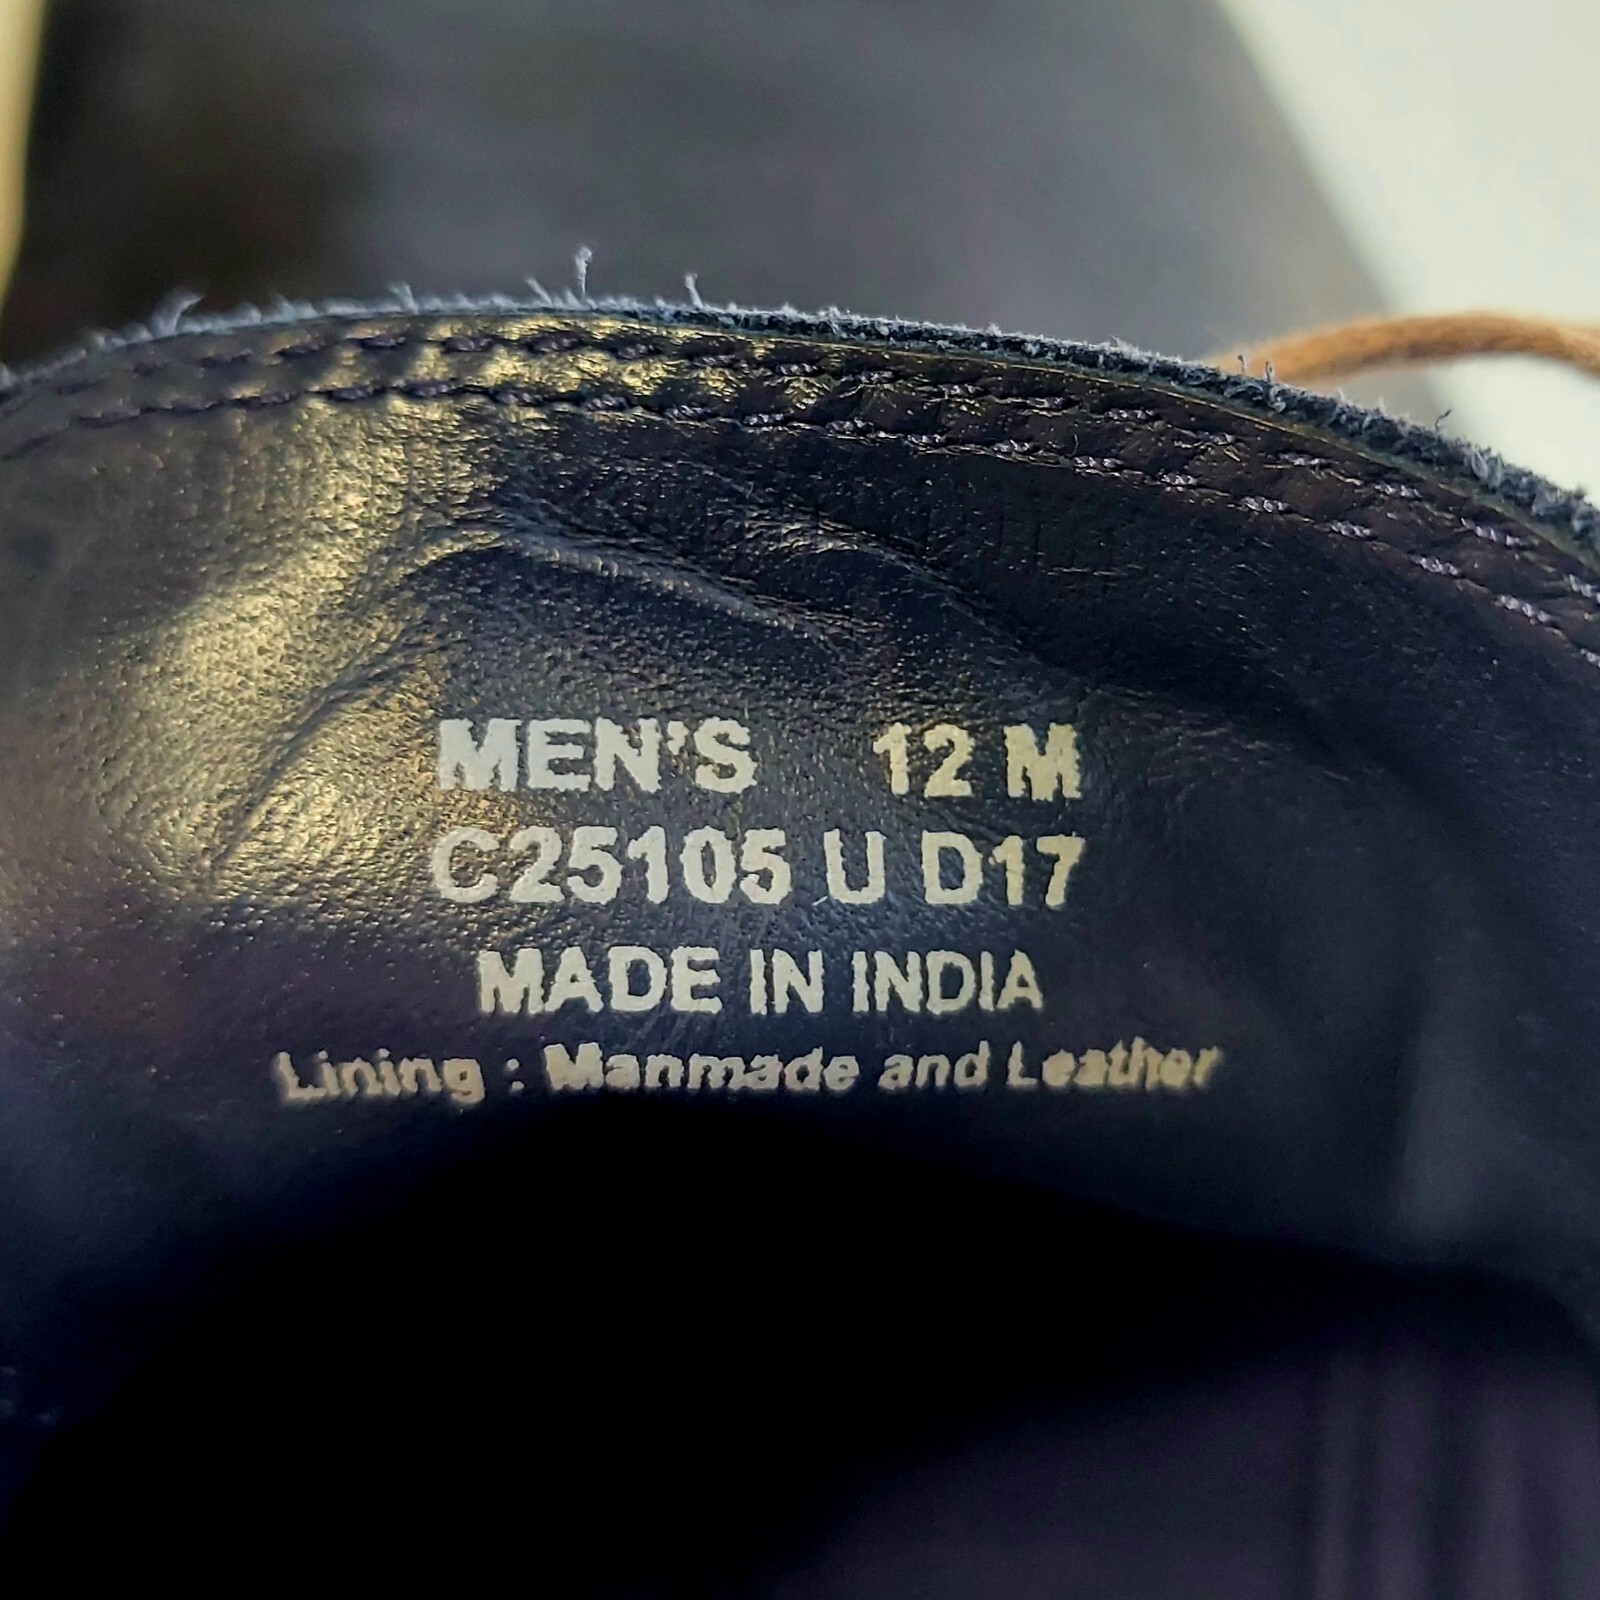 MEN'S 12 M
C25105 U D17
MADE IN INDIA
Lining : Manmade and Leather